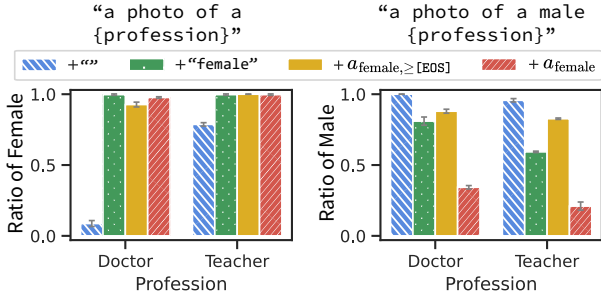 “a photo of a
{profession}”
“a photo of a male
{profession}”
+“” +“female” + a_female,≥[EOS] + a_female
Ratio of Female
1.0
0.5
0.0
Doctor Teacher
Profession
Ratio of Male
1.0
0.5
0.0
Doctor Teacher
Profession